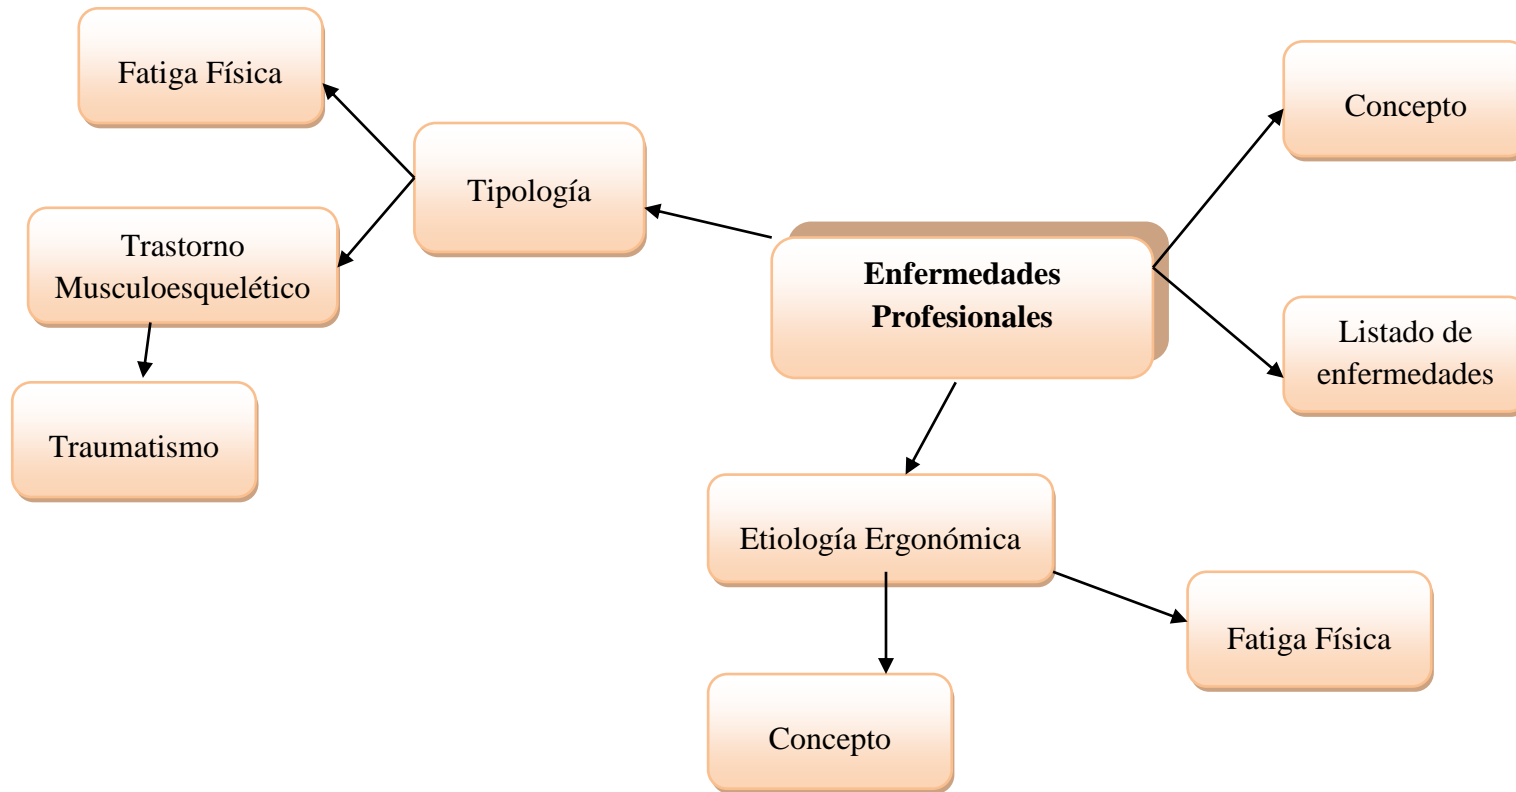 Fatiga Física
Concepto
Tipología
Trastorno
Musculoesquelético
Enfermedades
Profesionales
Listado de
enfermedades
Traumatismo
Etiología Ergonómica
Fatiga Física
Concepto